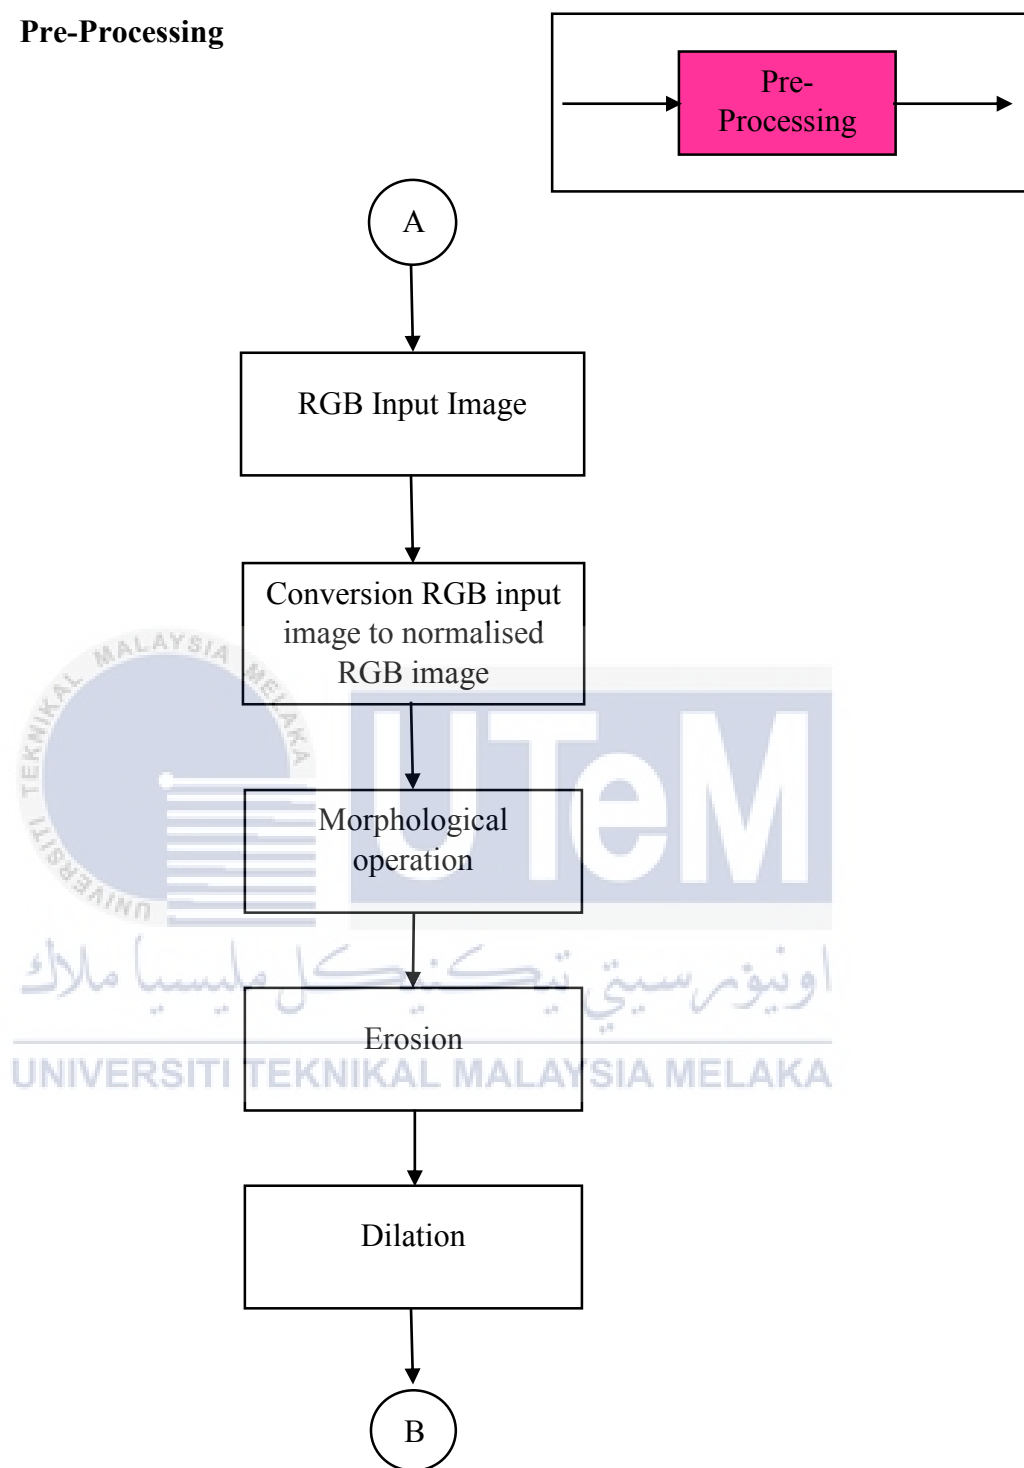 Pre-Processing
Pre-
Processing
A
RGB Input Image
Conversion RGB input
image to normalised
RGB image
UNIVERSITI TEKNIKAL MALAYSIA MELAKA
UTeM
Morphological
operation
اونيۏرسيتي تيكنيكل مليسيا ملاك
Erosion
UNIVERSITI TEKNIKAL MALAYSIA MELAKA
Dilation
B